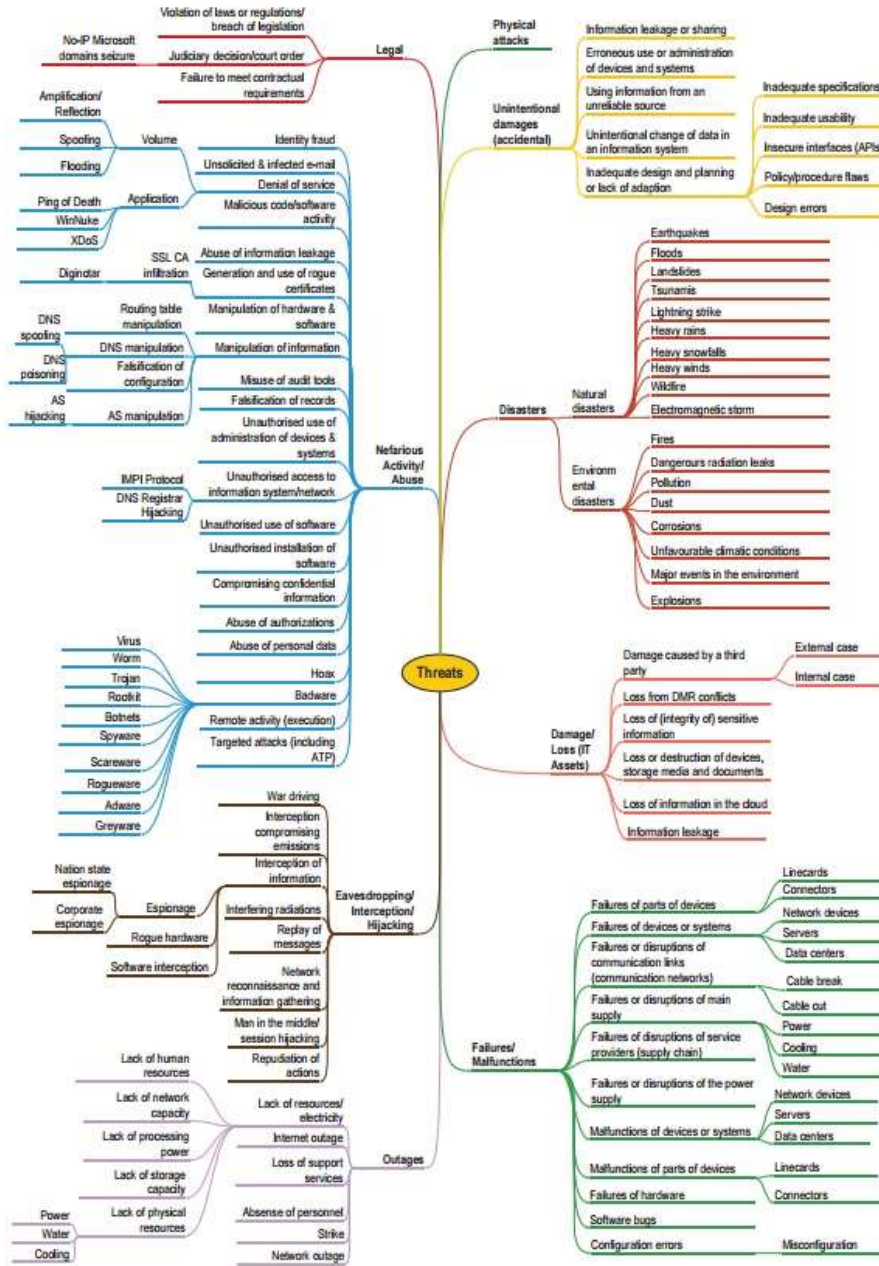 Threats
Legal
Violation of laws or regulations/
breach of legislation
Judiciary decision/court order
No-IP Microsoft
domains seizure
Failure to meet contractual
requirements
Nefarious
Activity/
Abuse
Identity fraud
Unsolicited & infected e-mail
Denial of service
Volume
Amplification/
Reflection
Spoofing
Flooding
Application
Ping of Death
WinNuke
XDoS
Malicious code/software
activity
Abuse of information leakage
Generation and use of rogue
certificates
SSL CA
infiltration
Diginotar
Manipulation of hardware &
software
Manipulation of information
Routing table
manipulation
DNS manipulation
DNS
spoofing
DNS
poisoning
Falsification of
configuration
AS manipulation
AS
hijacking
Misuse of audit tools
Falsification of records
Unauthorised use of
administration of devices &
systems
Unauthorised access to
information system/network
IMPI Protocol
DNS Registrar
Hijacking
Unauthorised use of software
Unauthorised installation of
software
Compromising confidential
information
Abuse of authorizations
Abuse of personal data
Hoax
Badware
Virus
Worm
Trojan
Rootkit
Botnets
Spyware
Scareware
Rogueware
Adware
Greyware
Remote activity (execution)
Targeted attacks (including
ATP)
Eavesdropping/
Interception/
Hijacking
War driving
Interception
compromising
emissions
Interception of
information
Espionage
Nation state
espionage
Corporate
espionage
Rogue hardware
Software interception
Interfering radiations
Replay of
messages
Network
reconnaissance and
information gathering
Man in the middle/
session hijacking
Repudiation of
actions
Outages
Lack of resources/
electricity
Lack of human
resources
Lack of network
capacity
Lack of processing
power
Lack of storage
capacity
Lack of physical
resources
Power
Water
Cooling
Internet outage
Loss of support
services
Absense of personnel
Strike
Network outage
Physical
attacks
Unintentional
damages
(accidental)
Information leakage or sharing
Erroneous use or administration
of devices and systems
Using information from an
unreliable source
Unintentional change of data in
an information system
Inadequate design and planning
or lack of adaption
Inadequate specifications
Inadequate usability
Insecure interfaces (APIs
Policy/procedure flaws
Design errors
Disasters
Natural
disasters
Earthquakes
Floods
Landslides
Tsunamis
Lightning strike
Heavy rains
Heavy snowfalls
Heavy winds
Wildfire
Electromagnetic storm
Environm
ental
disasters
Fires
Dangerours radiation leaks
Pollution
Dust
Corrosions
Unfavourable climatic conditions
Major events in the environment
Explosions
Damage/
Loss (IT
Assets)
Damage caused by a third
party
External case
Internal case
Loss from DMR conflicts
Loss of (integrity of) sensitive
information
Loss or destruction of devices,
storage media and documents
Loss of information in the cloud
Information leakage
Failures/
Malfunctions
Failures of parts of devices
Linecards
Connectors
Failures of devices or systems
Network devices
Servers
Data centers
Failures or disruptions of
communication links
(communication networks)
Cable break
Cable cut
Failures or disruptions of main
supply
Power
Cooling
Water
Failures of disruptions of service
providers (supply chain)
Failures or disruptions of the power
supply
Malfunctions of devices or systems
Network devices
Servers
Data centers
Malfunctions of parts of devices
Linecards
Connectors
Failures of hardware
Software bugs
Configuration errors
Misconfiguration